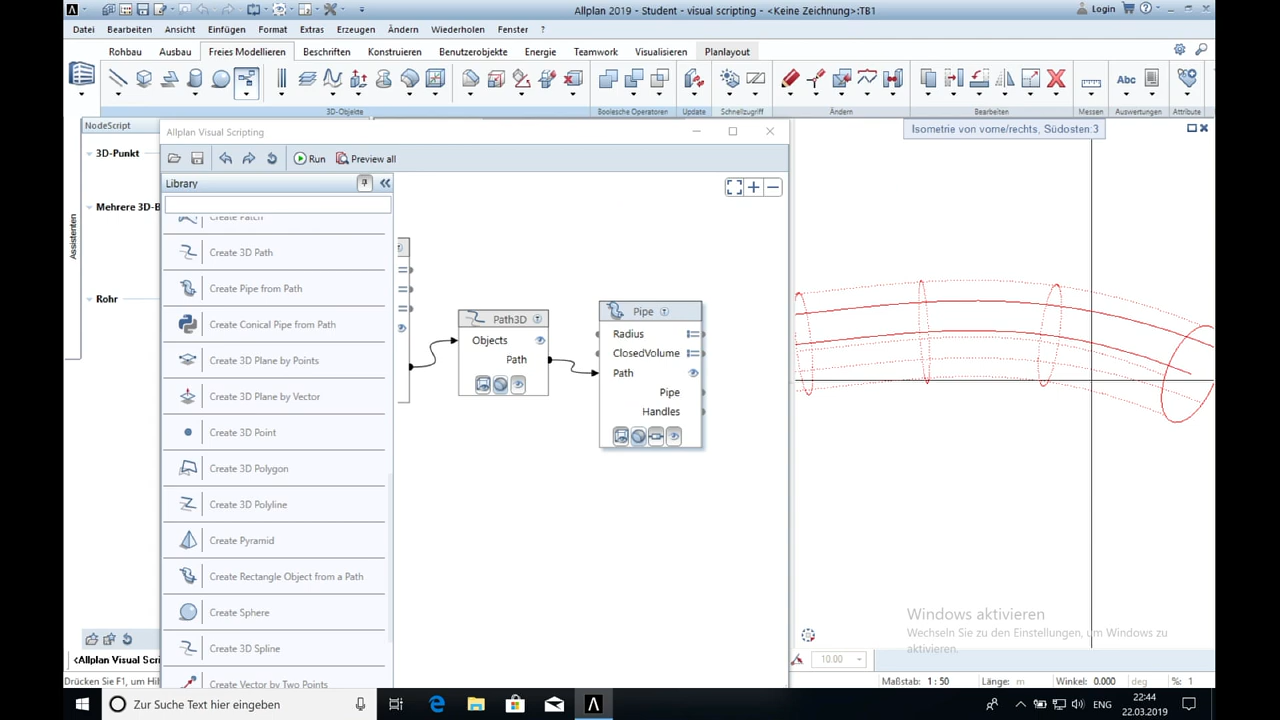 Allplan 2019 - Student - visual scripting - <Keine Zeichnung>:TB1
Login
Datei Bearbeiten Einfügen Format Extras Erzeugen Ändern Wiederholen Fenster ?
Rohbau Ausbau Freies Modellieren Beschriften Konstruieren Benutzerobjekte Energie Teamwork Visualisieren Planlayout
Abc
3D-Objekte Boolesche Operatoren Update Schnellzugriff Ändern Bearbeiten Messen Auswertungen Attribute
NodeScript
Allplan Visual Scripting
Isometrie von vorne/rechts, Südosten:3
3D-Punkt
Run Preview all
Library
Mehrere 3D-B
Assistenten
Rohr
Create Patch
Create 3D Path
Create Pipe from Path
Create Conical Pipe from Path
Create 3D Plane by Points
Create 3D Plane by Vector
Create 3D Point
Create 3D Polygon
Create 3D Polyline
Create Pyramid
Create Rectangle Object from a Path
Create Sphere
Create 3D Spline
Create Vector by Two Points
Path3D
Objects
Path
Pipe
Radius
ClosedVolume
Path
Pipe
Handles
Windows aktivieren
Wechseln Sie zu den Einstellungen, um Windows zu
aktivieren.
<Allplan Visual Scri
10.00
Drücken Sie F1, um Hil
Maßstab: 1 : 50 Länge: m Winkel: 0.000 deg %: 1
Zur Suche Text hier eingeben
ENG
22:44
22.03.2019